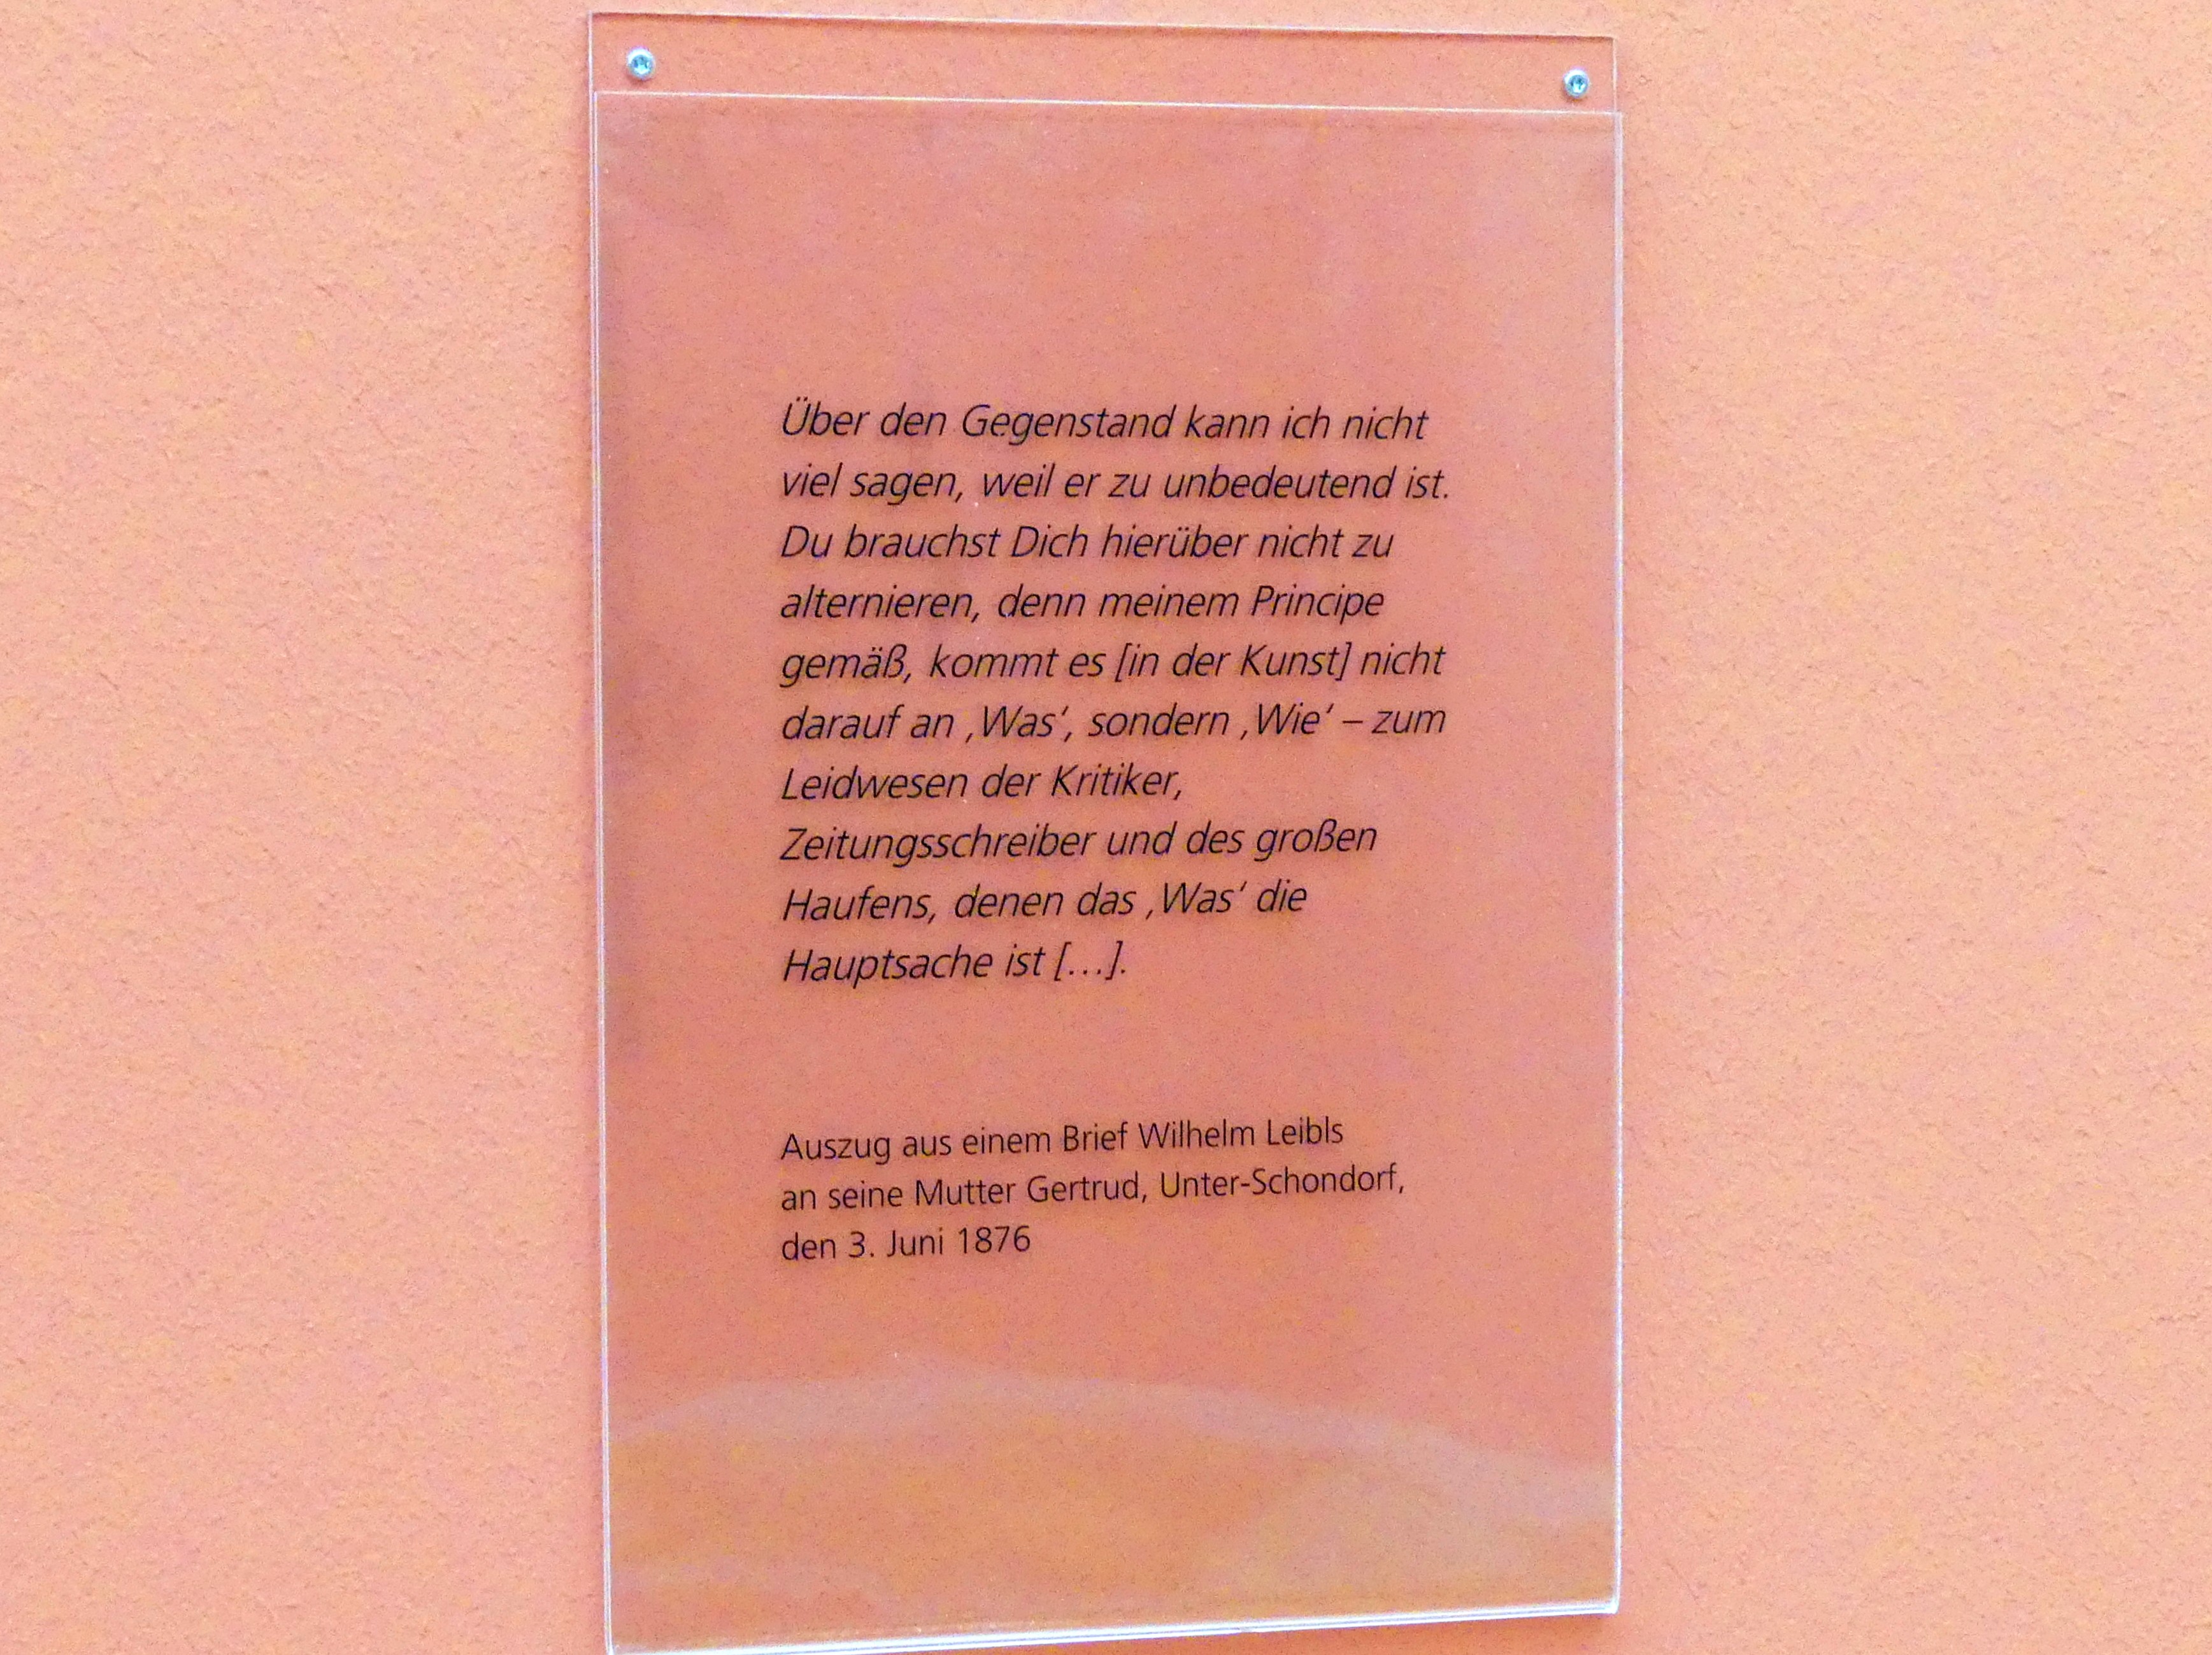 Über den Gegenstand kann ich nicht
viel sagen, weil er zu unbedeutend ist.
Du brauchst Dich hierüber nicht zu
alternieren, denn meinem Principe
gemäß, kommt es [in der Kunst] nicht
darauf an ‚Was‘, sondern ‚Wie‘ – zum
Leidwesen der Kritiker,
Zeitungsschreiber und des großen
Haufens, denen das ‚Was‘ die
Hauptsache ist [...].
Auszug aus einem Brief Wilhelm Leibls
an seine Mutter Gertrud, Unter-Schondorf,
den 3. Juni 1876